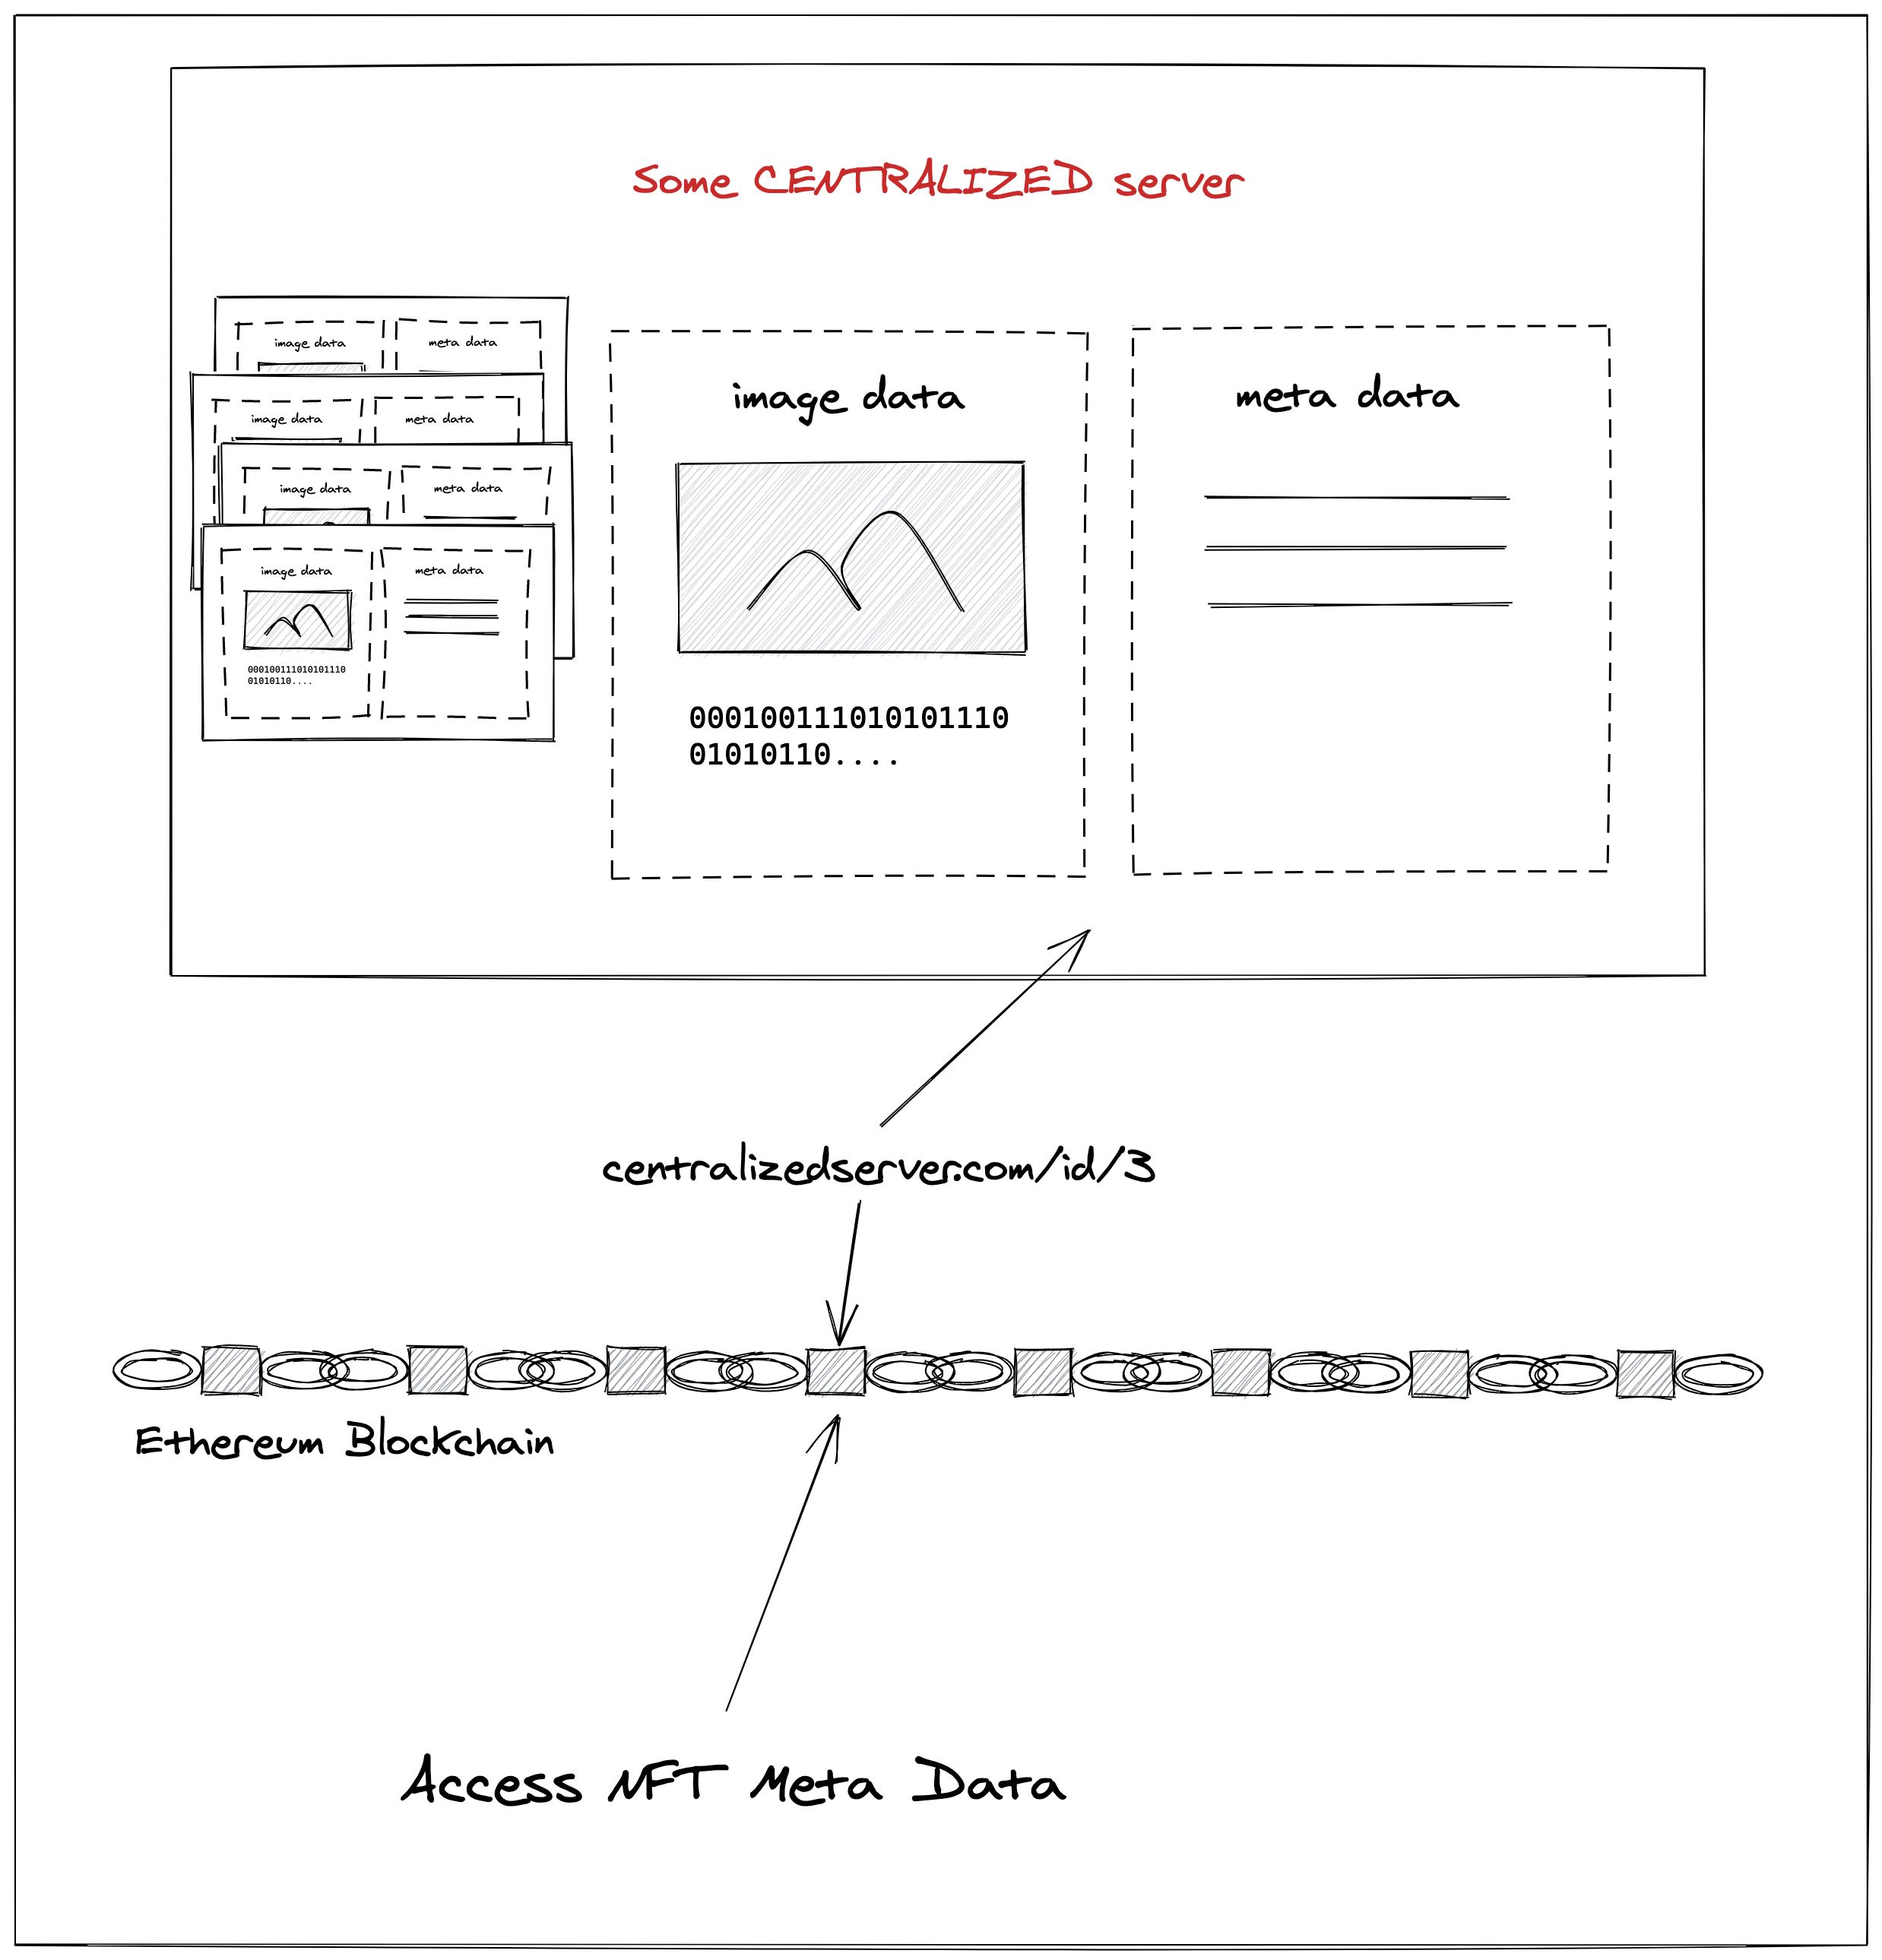 Some CENTRALIZED server
image data
meta data
image data
meta data
image data
meta data
image data
meta data
000100111010101110
01010110....
image data
meta data
000100111010101110
01010110....
centralizedserver.com/id/3
Ethereum Blockchain
Access NFT Meta Data